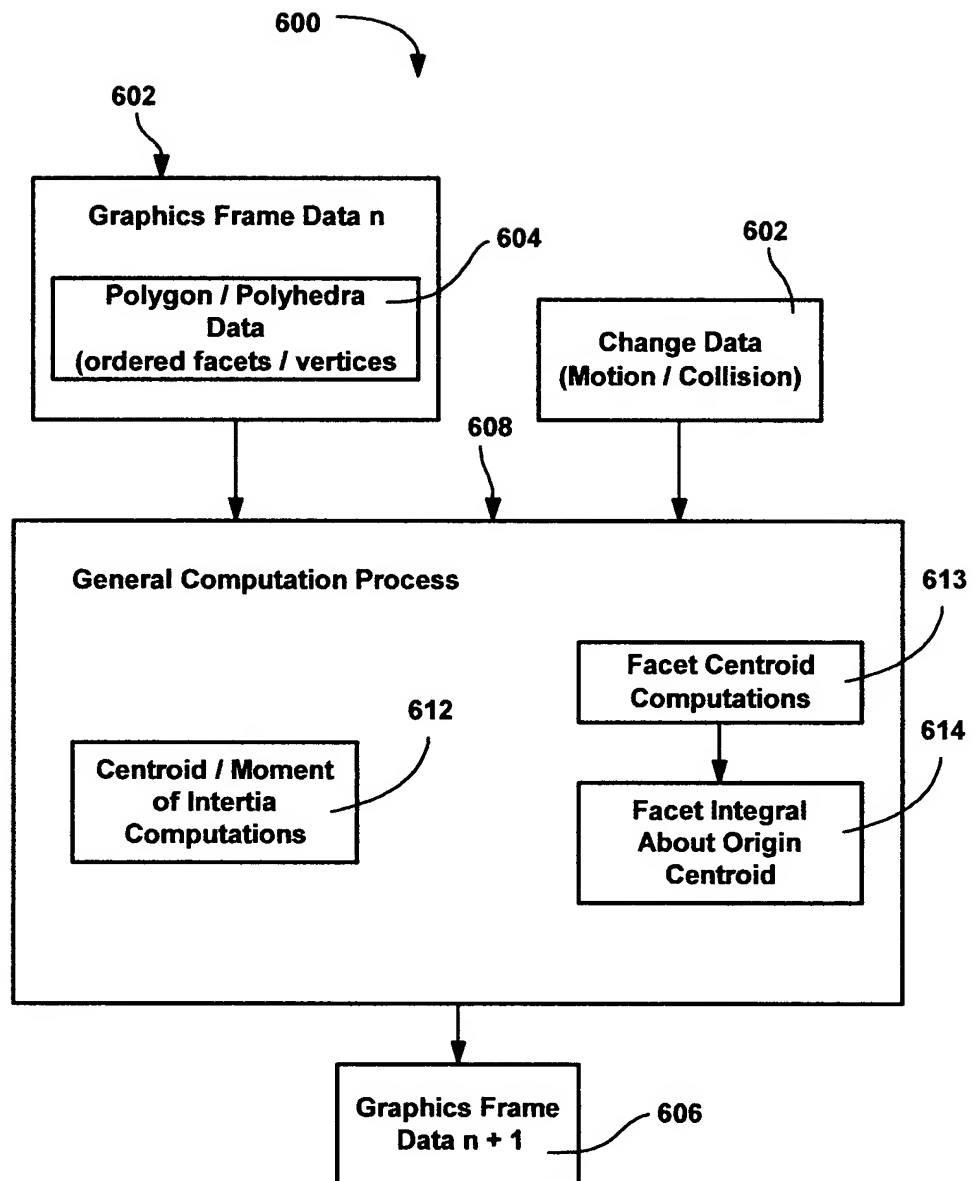 600
602
Graphics Frame Data n
604
Polygon / Polyhedra
Data
(ordered facets / vertices
602
Change Data
(Motion / Collision)
608
General Computation Process
613
Facet Centroid
Computations
612
Centroid / Moment
of Intertia
Computations
614
Facet Integral
About Origin
Centroid
Graphics Frame
Data n + 1
606